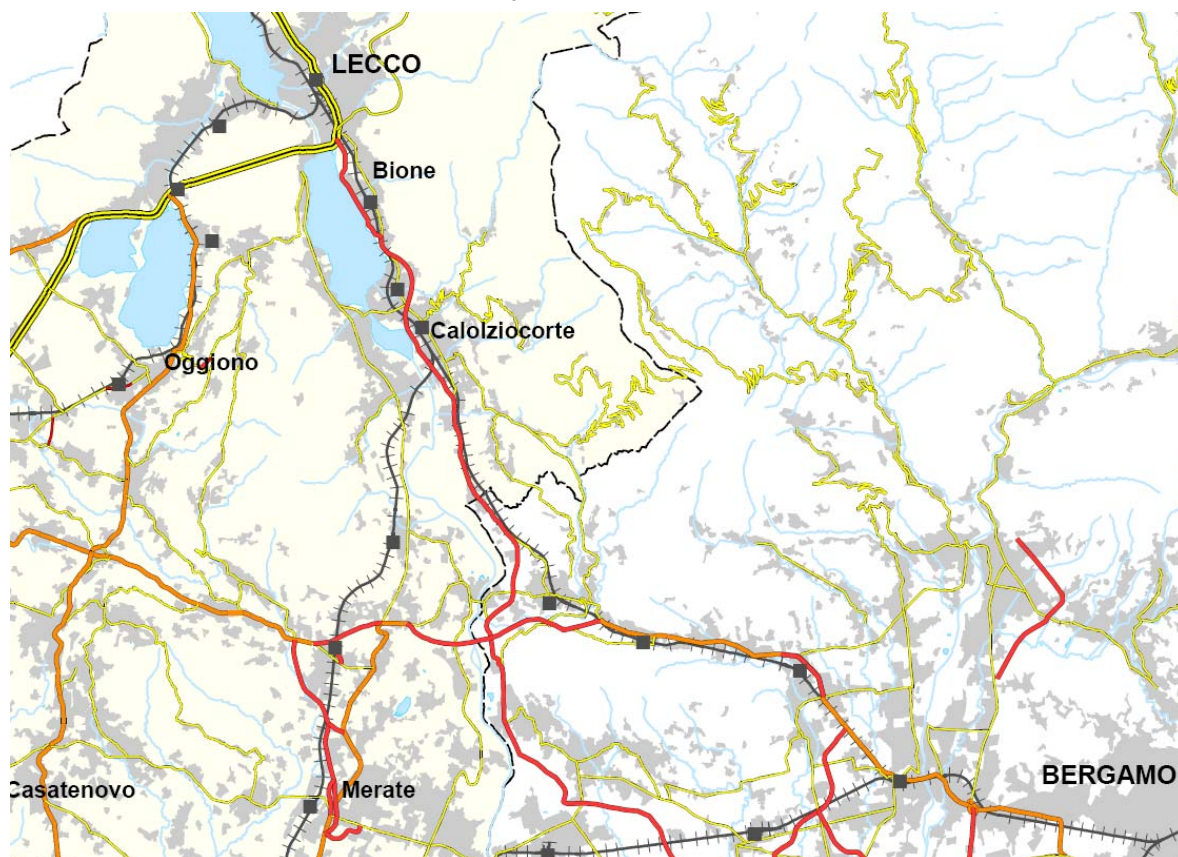 LECCO
Bione
Calolziocorte
Oggiono
BERGAMO
Casatenovo
Merate